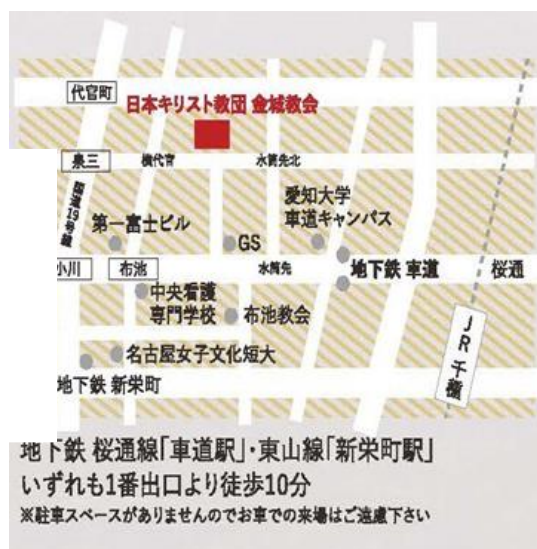 代官町
日本キリスト教団 金城教会
泉三
横代官
水筒先北
国道19号線
第一富士ビル
愛知大学
車道キャンパス
GS
小川
布池
水筒先
地下鉄 車道
桜通
中央看護
専門学校
布池教会
JR 千種
名古屋女子文化短大
地下鉄 新栄町
地下鉄 桜通線「車道駅」・東山線「新栄町駅」
いずれも1番出口より徒歩10分
※駐車スペースがありませんのでお車での来場はご遠慮下さい